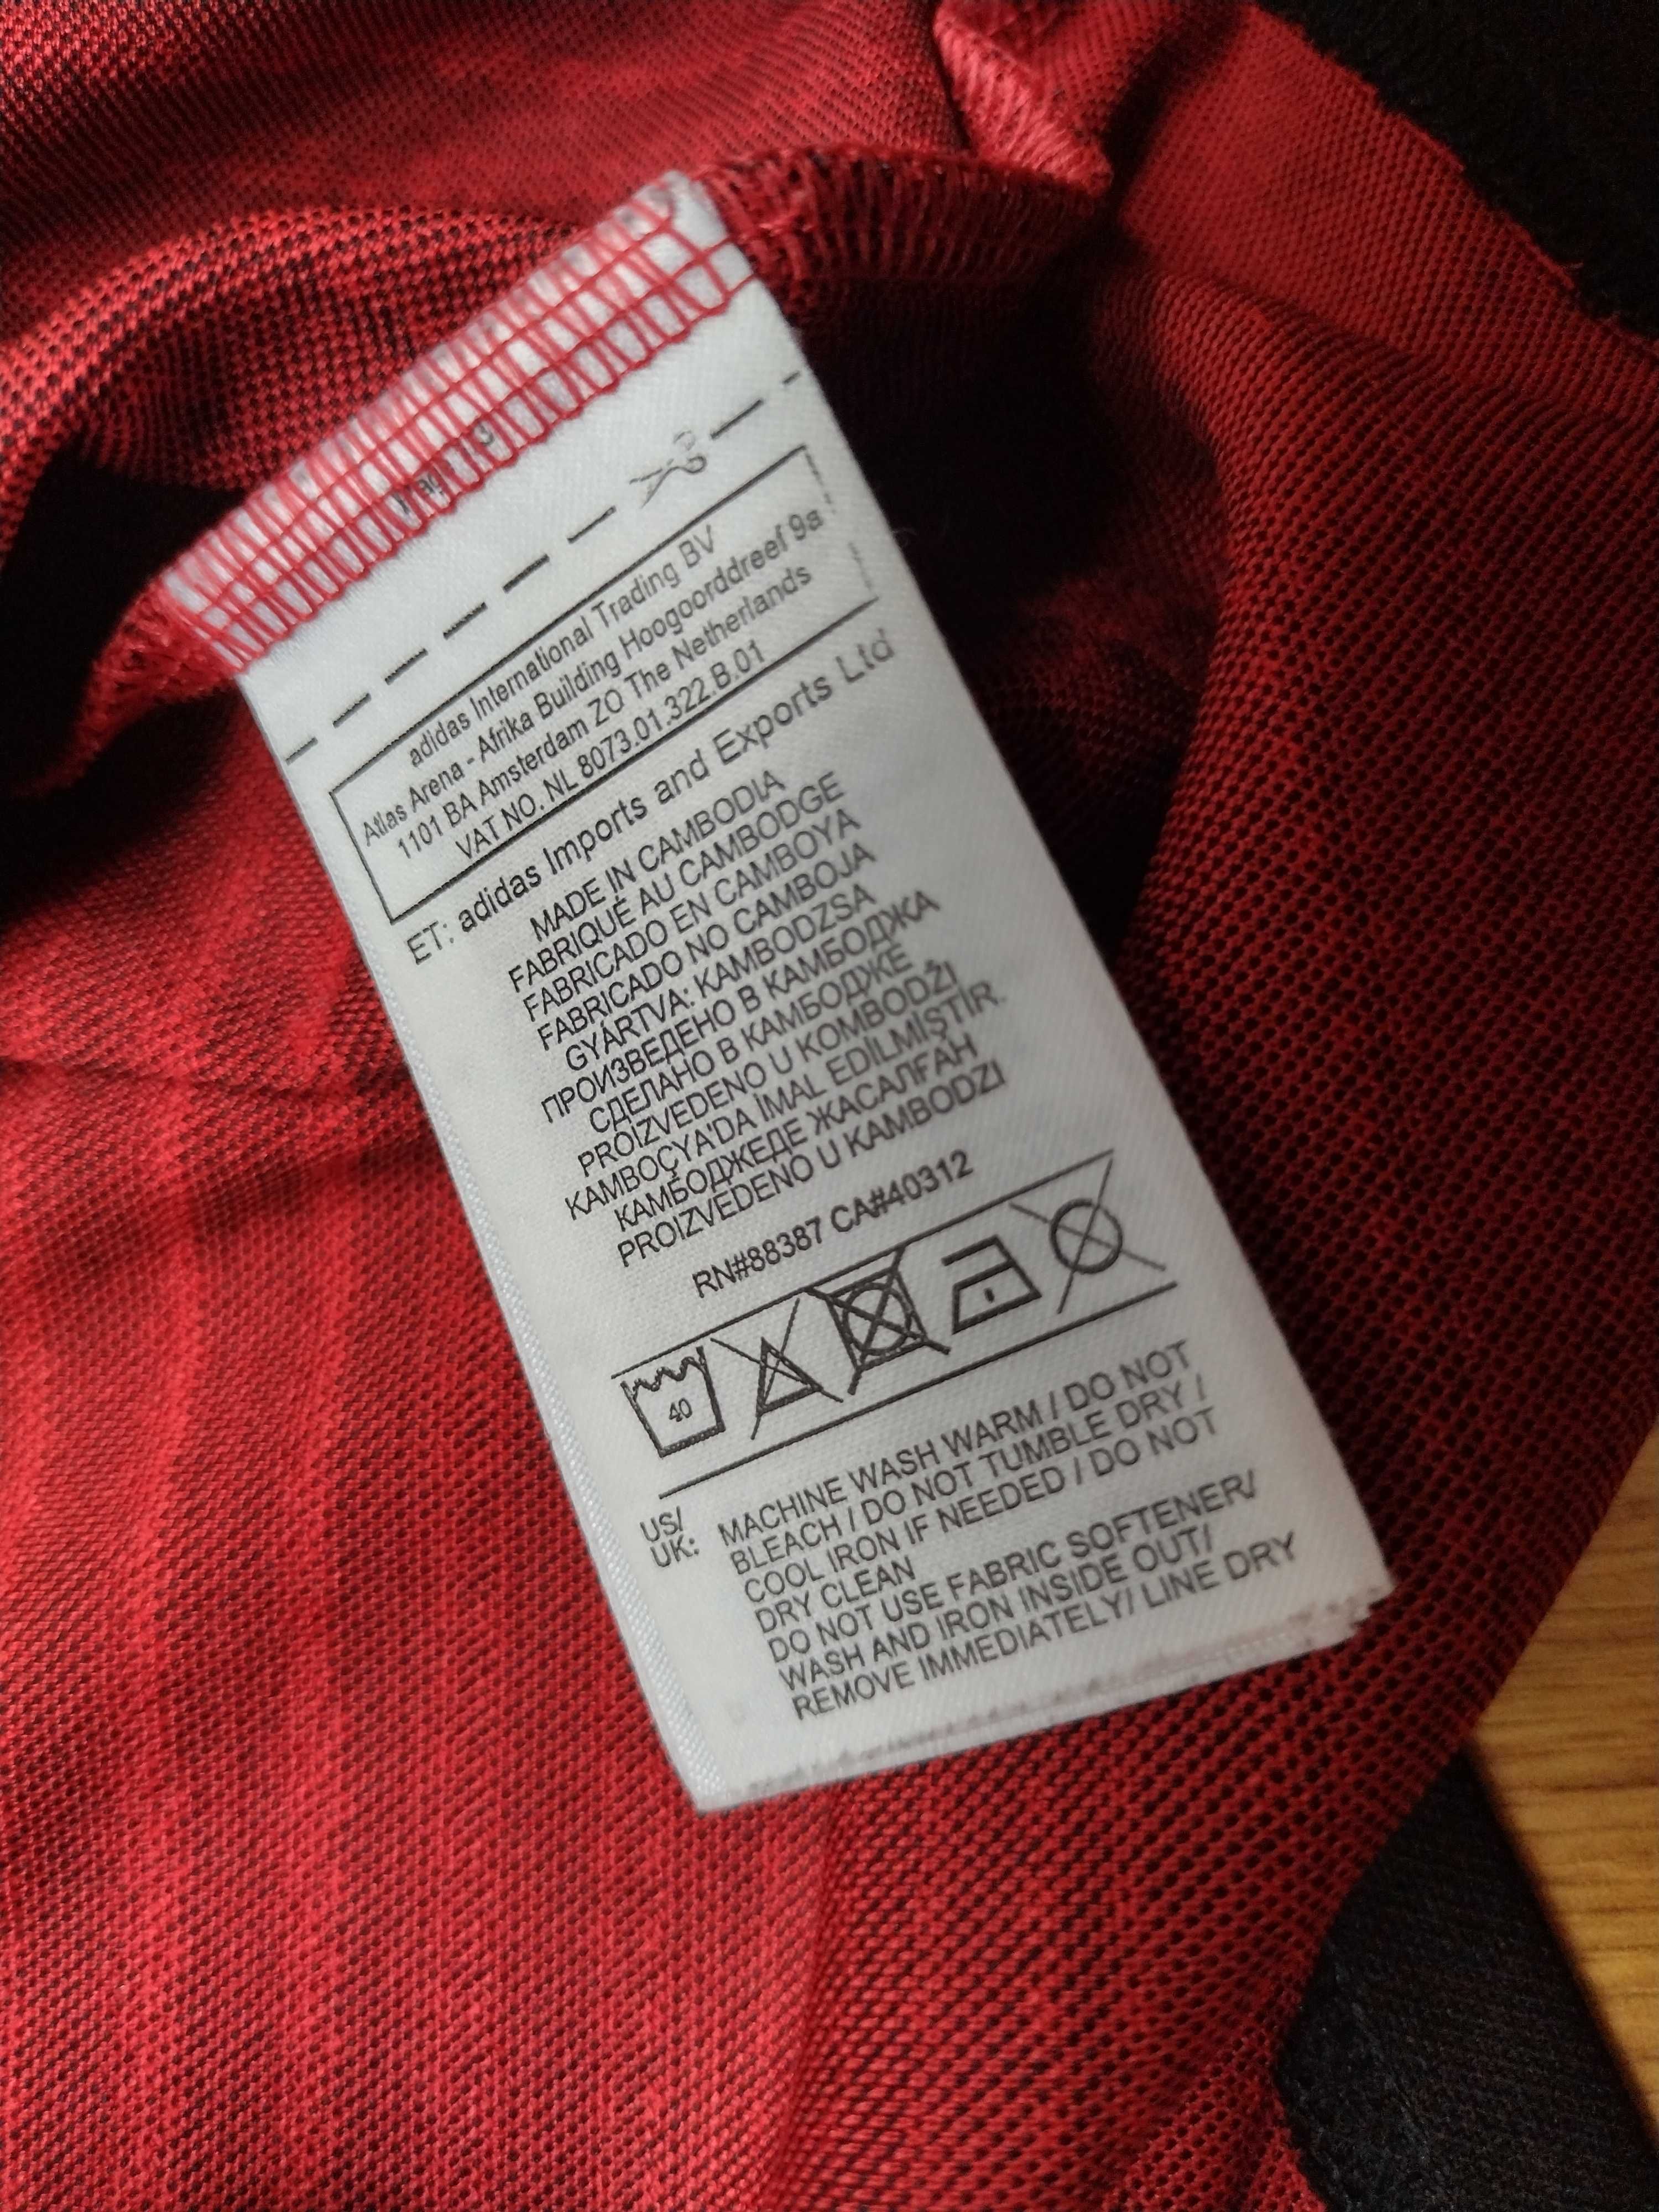 adidas International Trading BV
Atlas Arena - Afrika Building Hoogoorddreef 9a
1101 BA Amsterdam ZO The Netherlands
VAT NO. NL 8073.01.322.B.01
ET: adidas Imports and Exports Ltd
MADE IN CAMBODIA
FABRIQUÉ AU CAMBODGE
FABRICADO EN CAMBOYA
FABRICADO NO CAMBOJA
GYÁRTVA: KAMBODZSA
ПРОИЗВЕДЕНО В КАМБОДЖА
СДЕЛАНО В КАМБОДЖЕ
PROIZVEDENO U KOMBODŽI
KAMBOÇYA'DA İMAL EDİLMİŞTİR.
КАМБОДЖЕДЕ ЖАСАЛҒАН
PROIZVEDENO U KAMBODZI
RN#88387 CA#40312
40
US/ UK: MACHINE WASH WARM / DO NOT
BLEACH / DO NOT TUMBLE DRY /
COOL IRON IF NEEDED / DO NOT
DRY CLEAN
DO NOT USE FABRIC SOFTENER/
WASH AND IRON INSIDE OUT/
REMOVE IMMEDIATELY/ LINE DRY